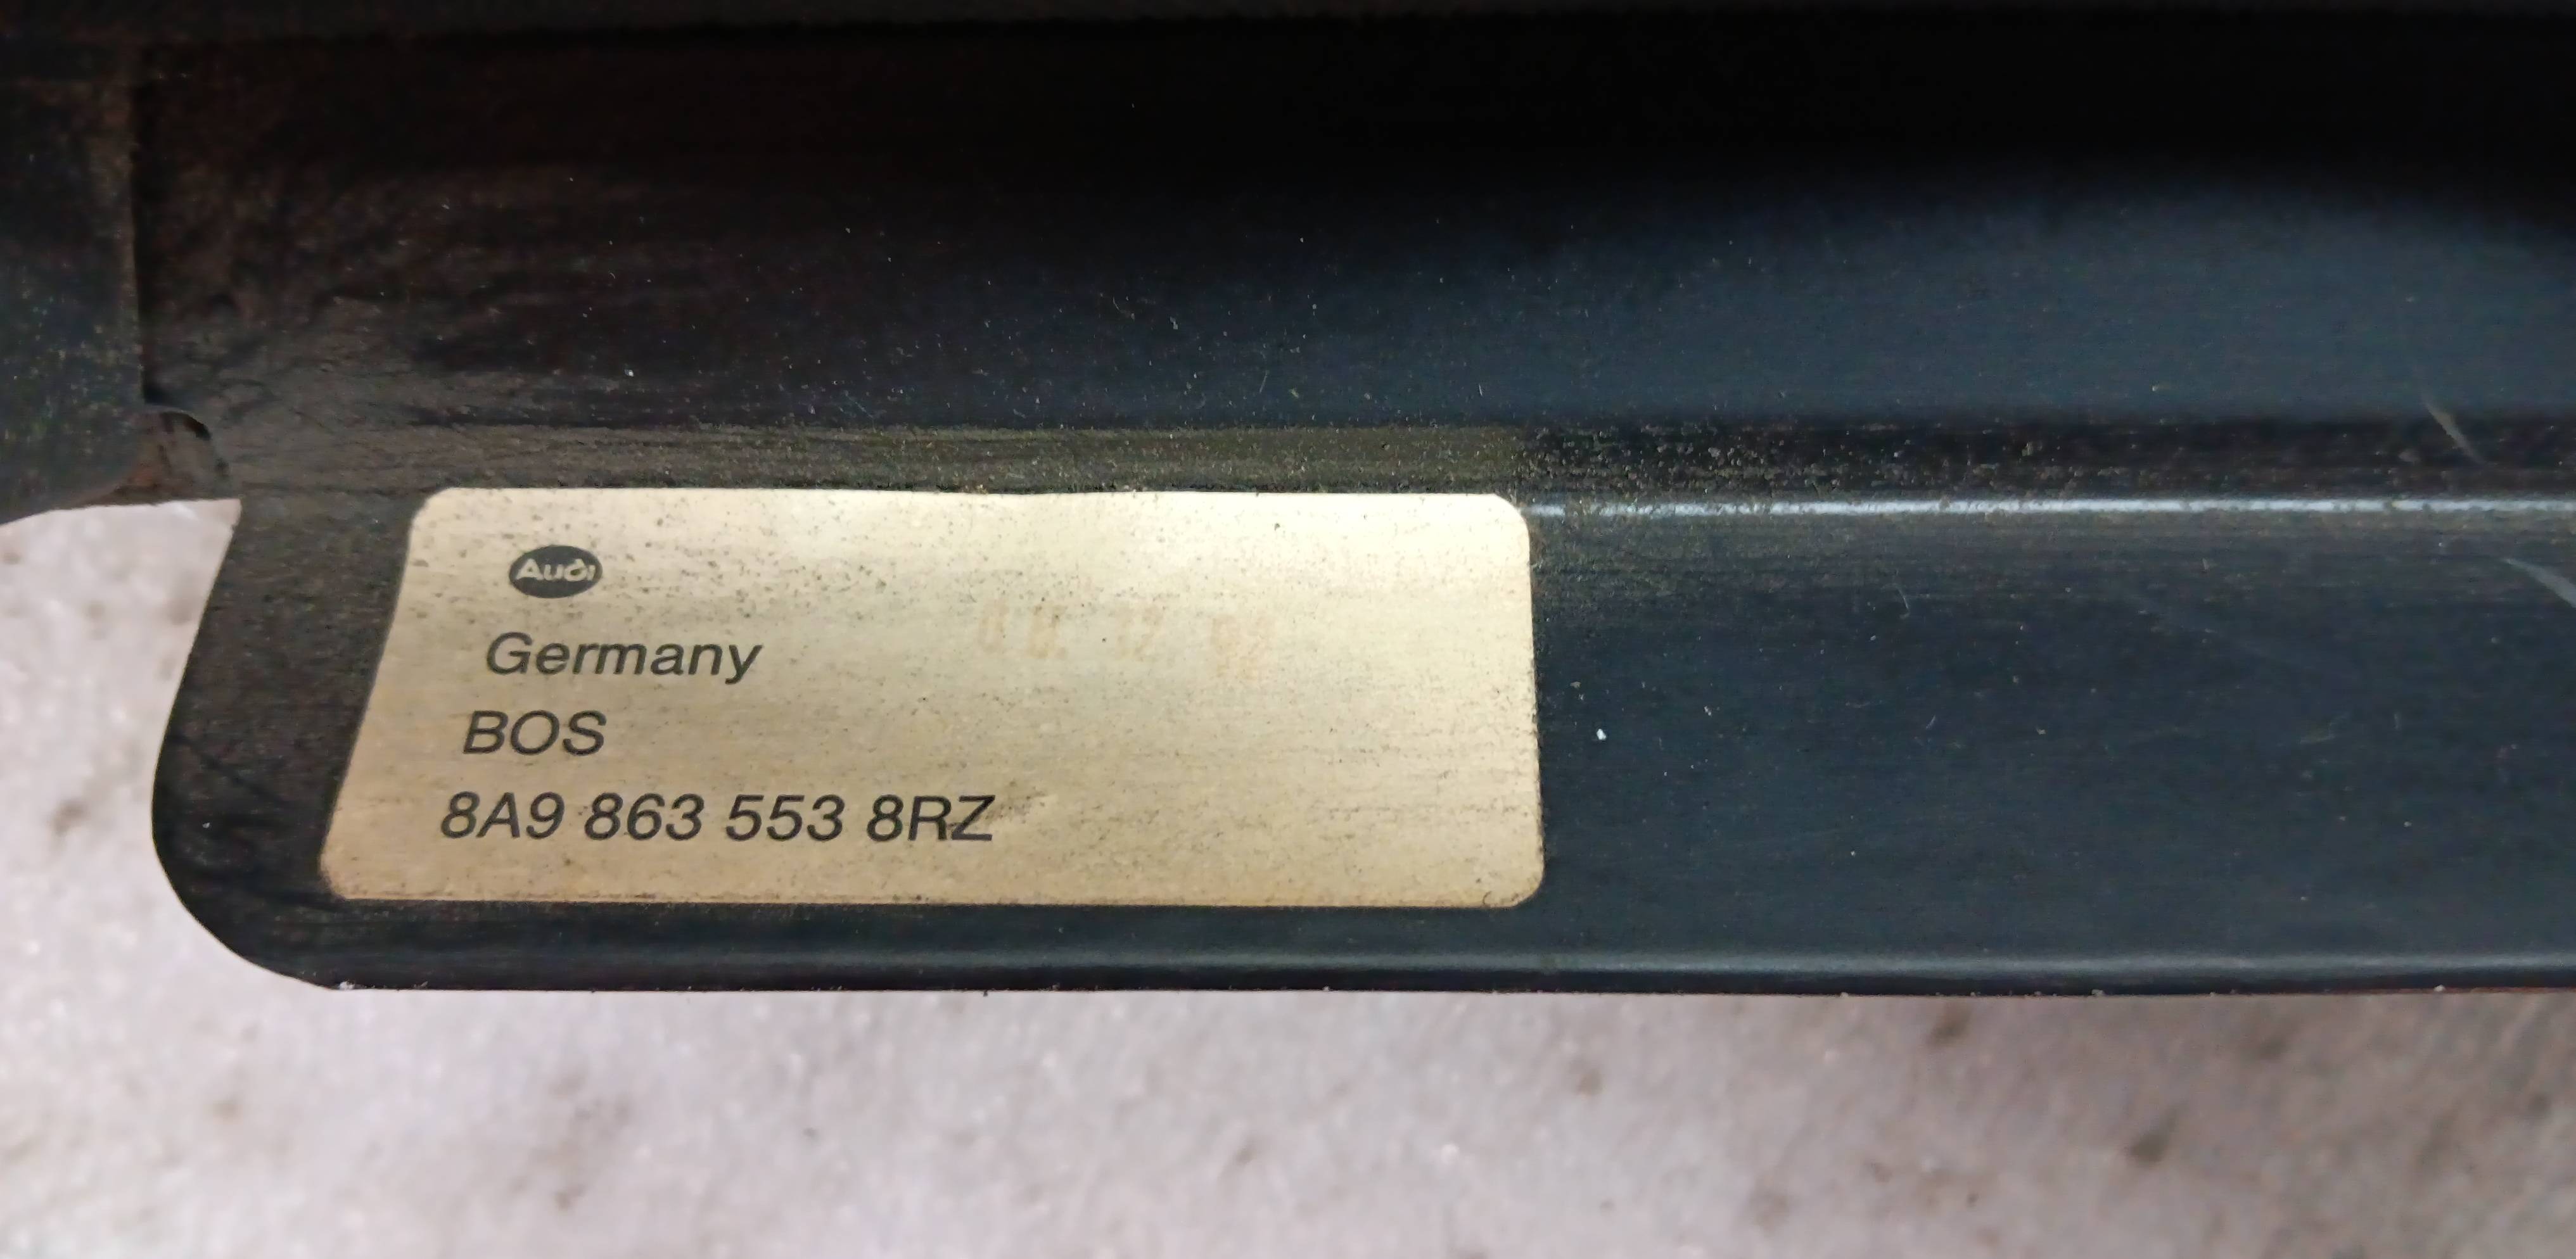 Audi
Germany
BOS
8A9 863 553 8RZ